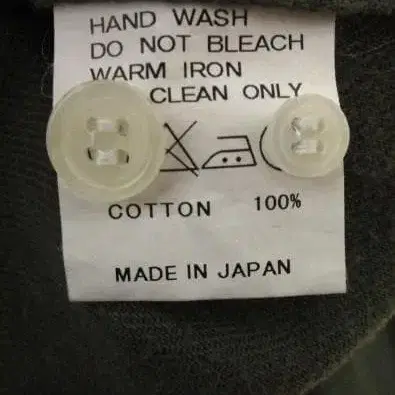 HAND WASH
DO NOT BLEACH
WARM IRON
CLEAN ONLY
COTTON 100%
MADE IN JAPAN